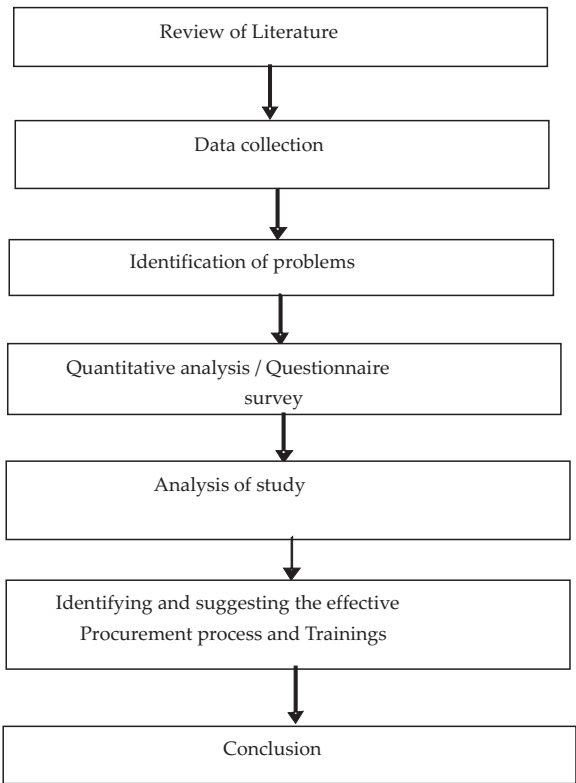 Review of Literature
Data collection
Identification of problems
Quantitative analysis / Questionnaire
survey
Analysis of study
Identifying and suggesting the effective
Procurement process and Trainings
Conclusion